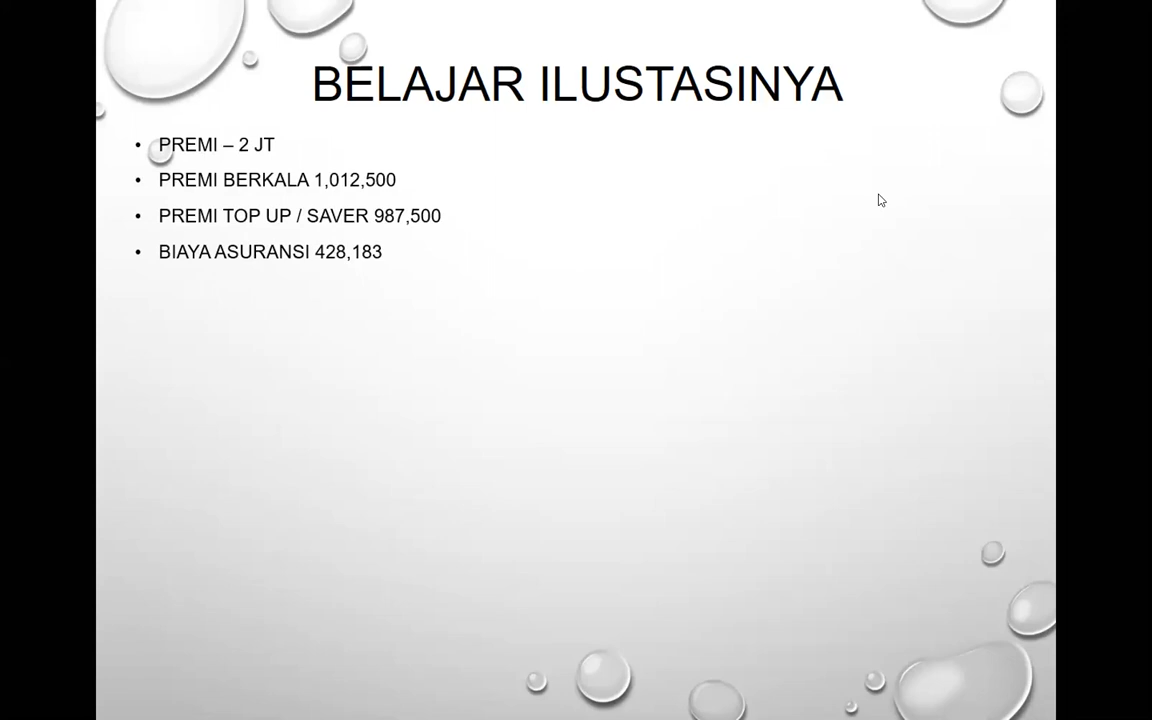 BELAJAR ILUSTASINYA
• PREMI – 2 JT
• PREMI BERKALA 1,012,500
• PREMI TOP UP / SAVER 987,500
• BIAYA ASURANSI 428,183